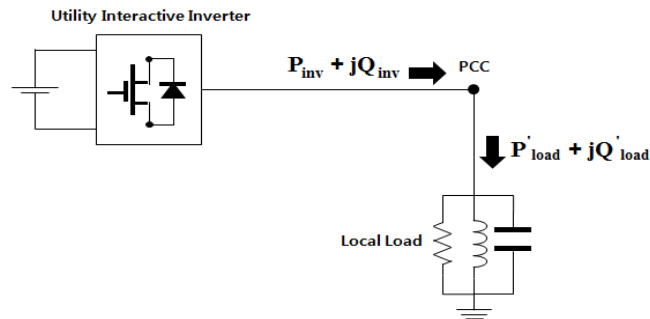 Utility Interactive Inverter
P_inv + jQ_inv
PCC
P'_load + jQ'_load
Local Load